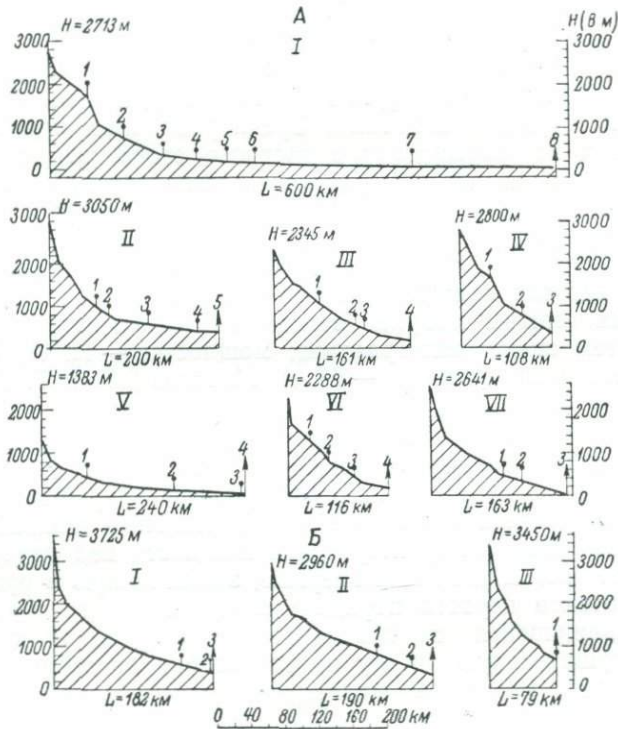 А
H=2713 м
I
H (в м)
3000
2000
1000
0
1
2
3
4
5
6
7
8
3000
2000
1000
0
L=600 км
H=3050 м
II
3000
2000
1000
0
1
2
3
4
5
L=200 км
H=2345 м
III
1
2
3
4
L=161 км
H=2800 м
IV
1
2
3
3000
2000
1000
0
L=108 км
H=1383 м
V
2000
1000
0
1
2
3
4
L=240 км
H=2288 м
VI
1
2
3
4
L=116 км
H=2641 м
VII
1
2
3
2000
1000
0
L=163 км
Б
H=3725 м
I
3000
2000
1000
0
1
2
3
L=182 км
H=2960 м
II
1
2
3
L=190 км
H=3450 м
III
1
3000
2000
1000
0
L=79 км
0 40 80 120 160 200 км